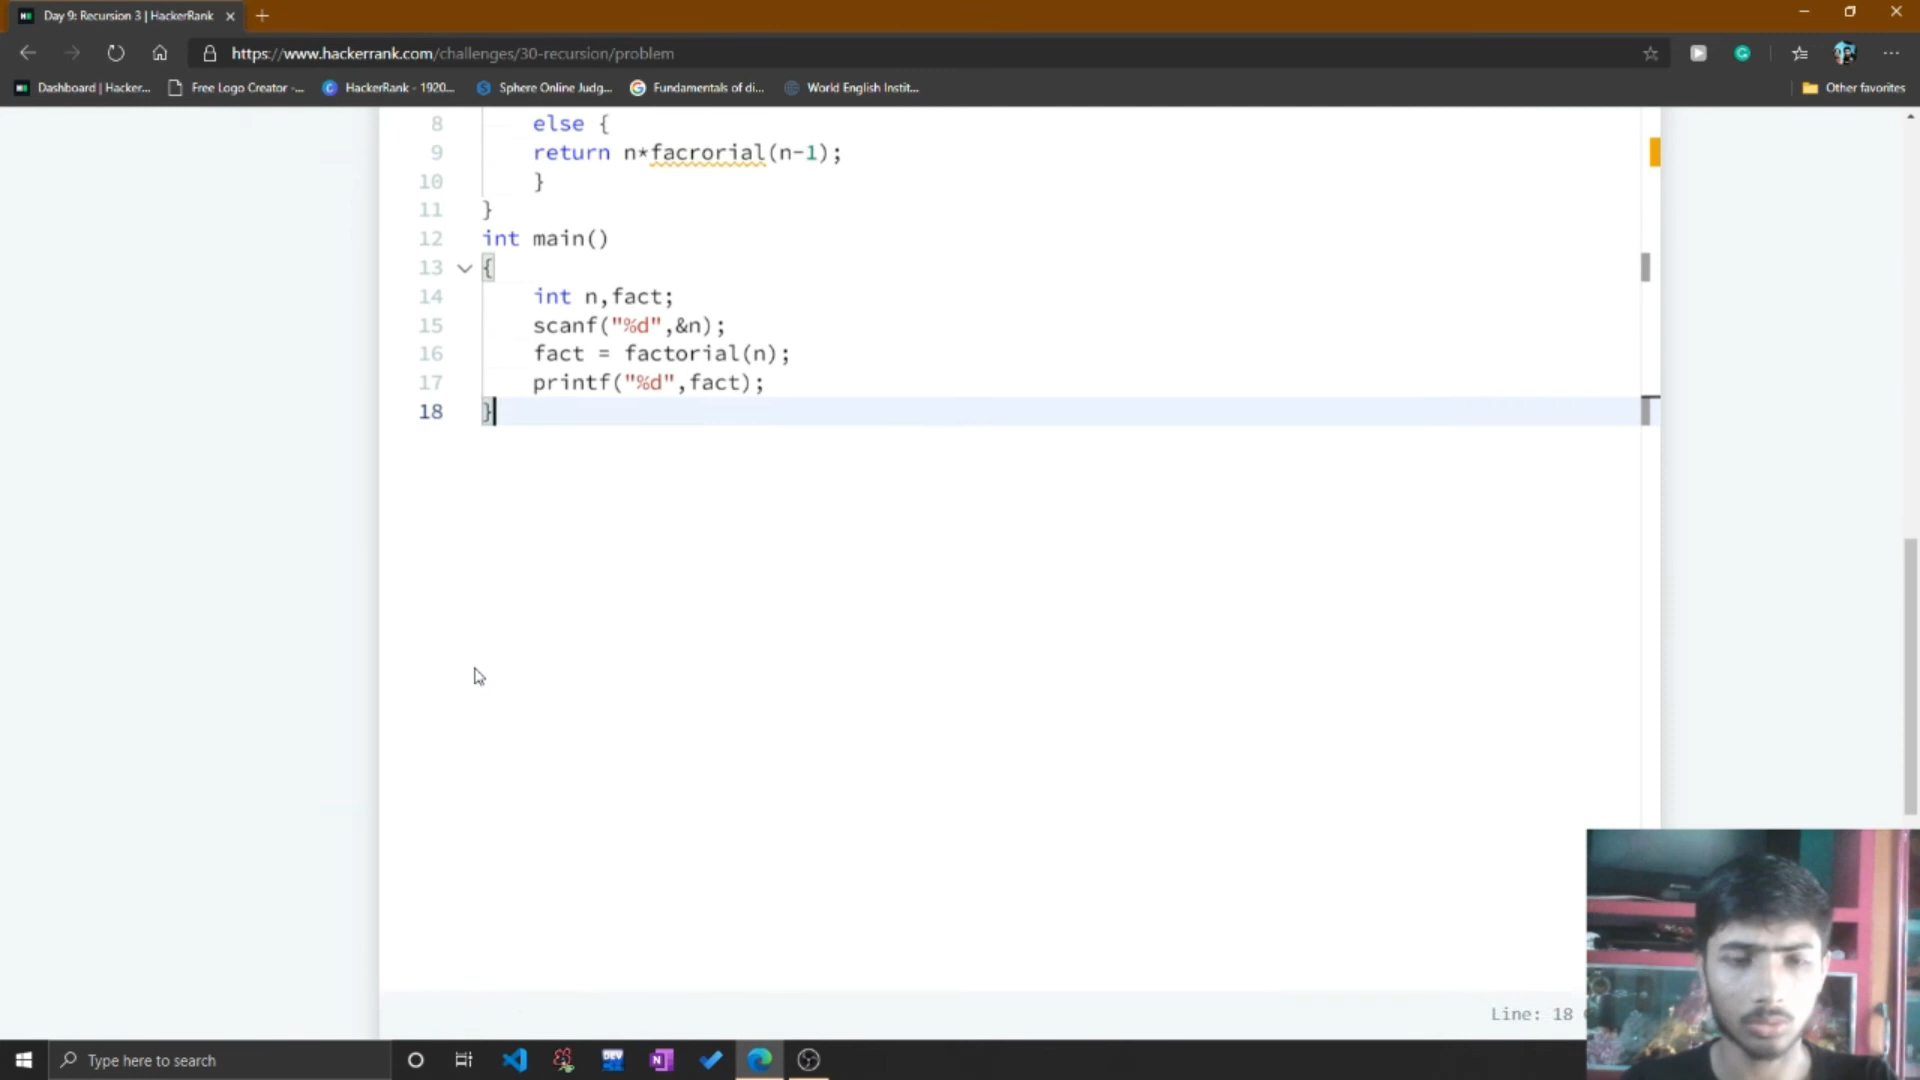 Day 9: Recursion 3 | HackerRank
https://www.hackerrank.com/challenges/30-recursion/problem
Dashboard | Hacker... Free Logo Creator -... HackerRank - 1920... Sphere Online Judg... Fundamentals of di... World English Instit... Other favorites
8 else {
9 return n*facrorial(n-1);
10 }
11 }
12 int main()
13 {
14 int n,fact;
15 scanf("%d",&n);
16 fact = factorial(n);
17 printf("%d",fact);
18 }
Line: 18
Type here to search
DEV
N